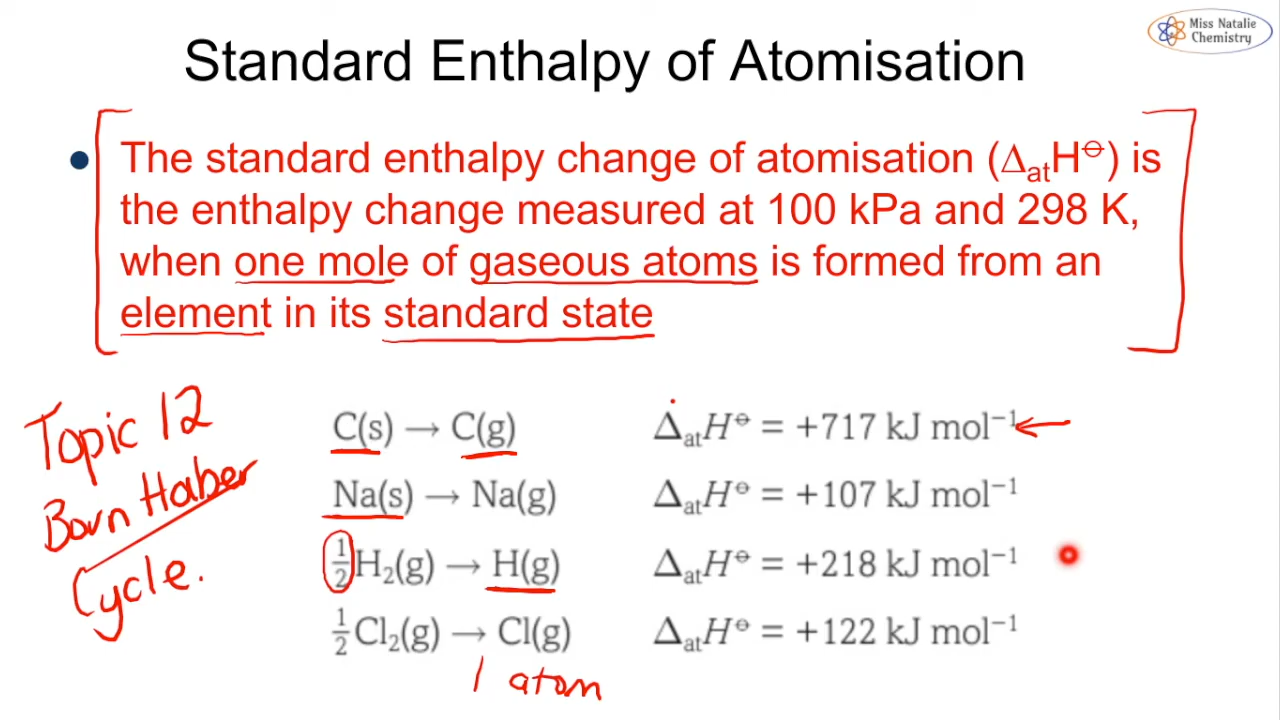 Miss Natalie
Chemistry
Standard Enthalpy of Atomisation
• The standard enthalpy change of atomisation (ΔatH⦵) is
the enthalpy change measured at 100 kPa and 298 K,
when one mole of gaseous atoms is formed from an
element in its standard state
Topic 12
Born Haber
Cycle.
C(s) → C(g) ΔatH⦵ = +717 kJ mol⁻¹
Na(s) → Na(g) ΔatH⦵ = +107 kJ mol⁻¹
½H₂(g) → H(g) ΔatH⦵ = +218 kJ mol⁻¹
½Cl₂(g) → Cl(g) ΔatH⦵ = +122 kJ mol⁻¹
1 atom